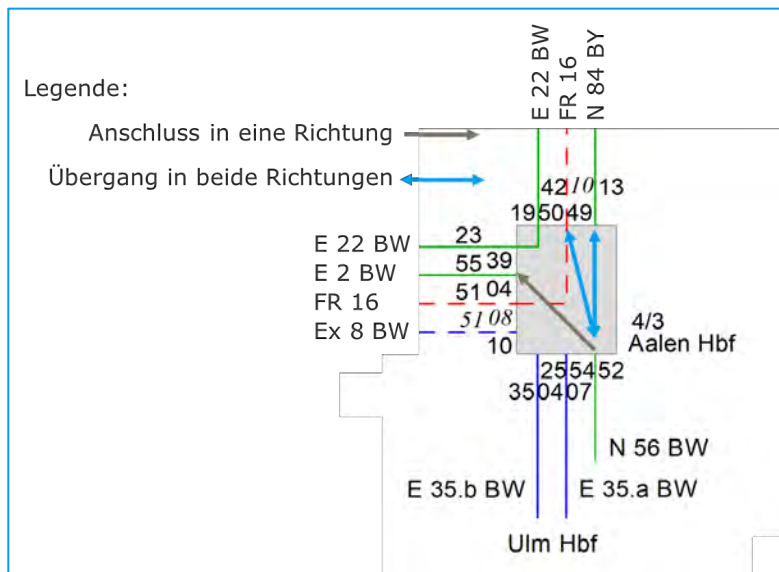 E 22 BW
FR 16
N 84 BY
Legende:
Anschluss in eine Richtung
Übergang in beide Richtungen
42 10 13
19 50 49
E 22 BW 23
39
E 2 BW 55
FR 16 51 04
Ex 8 BW 51 08
10
4/3
Aalen Hbf
25 54 52
35 04 07
N 56 BW
E 35.b BW E 35.a BW
Ulm Hbf